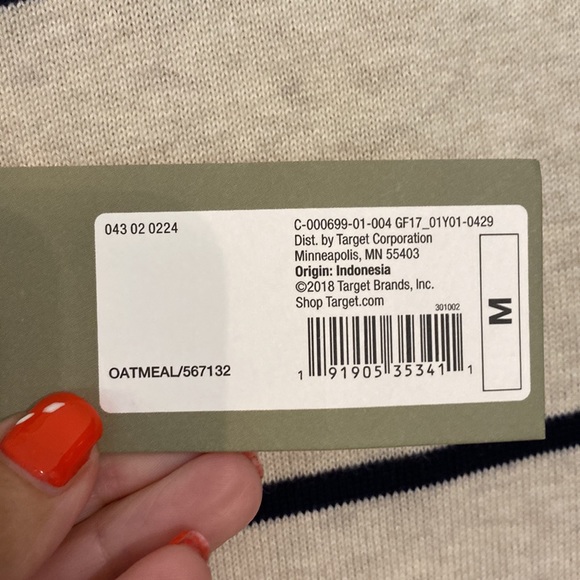 043 02 0224
C-000699-01-004 GF17_01Y01-0429
Dist. by Target Corporation
Minneapolis, MN 55403
Origin: Indonesia
©2018 Target Brands, Inc.
Shop Target.com
301002
M
OATMEAL/567132
1 91905 35341 1